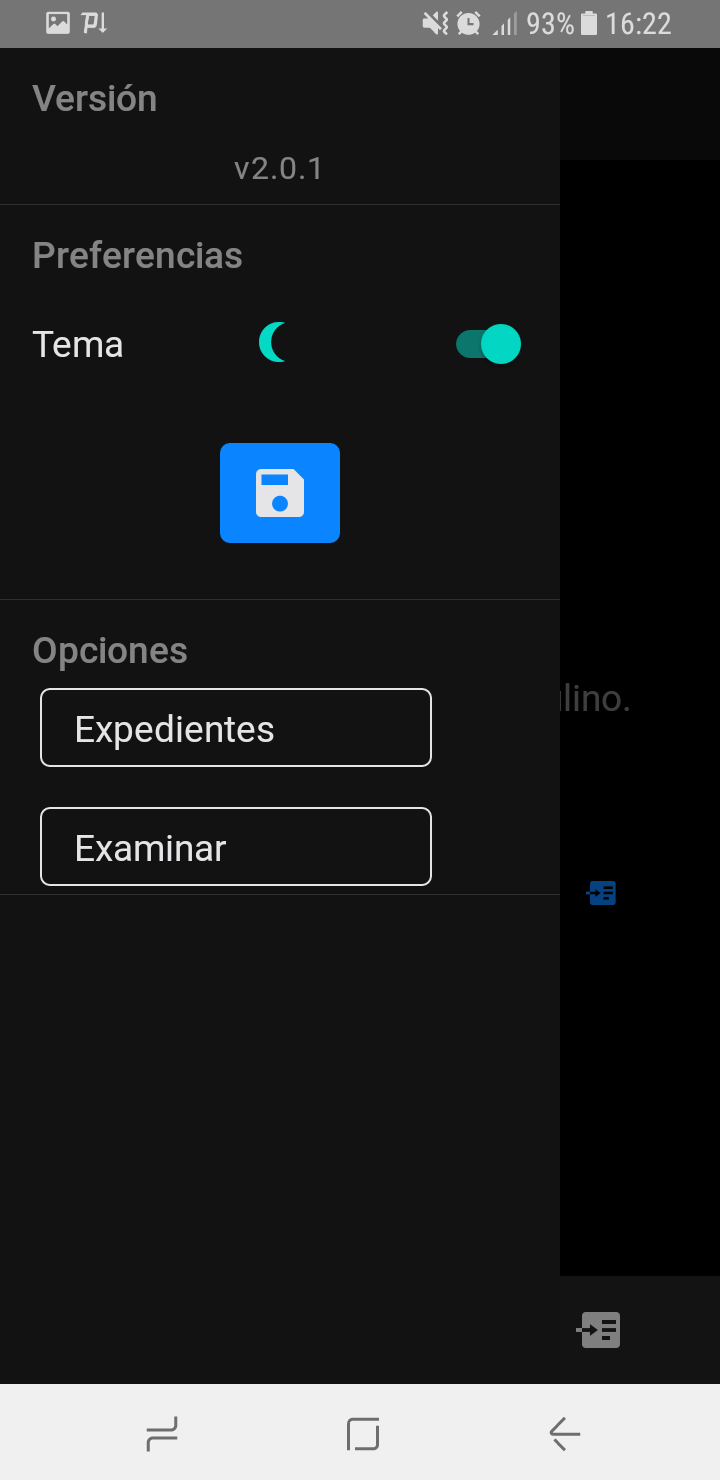 93% 16:22
Versión
v2.0.1
Preferencias
Tema
Opciones
Expedientes
lino.
Examinar